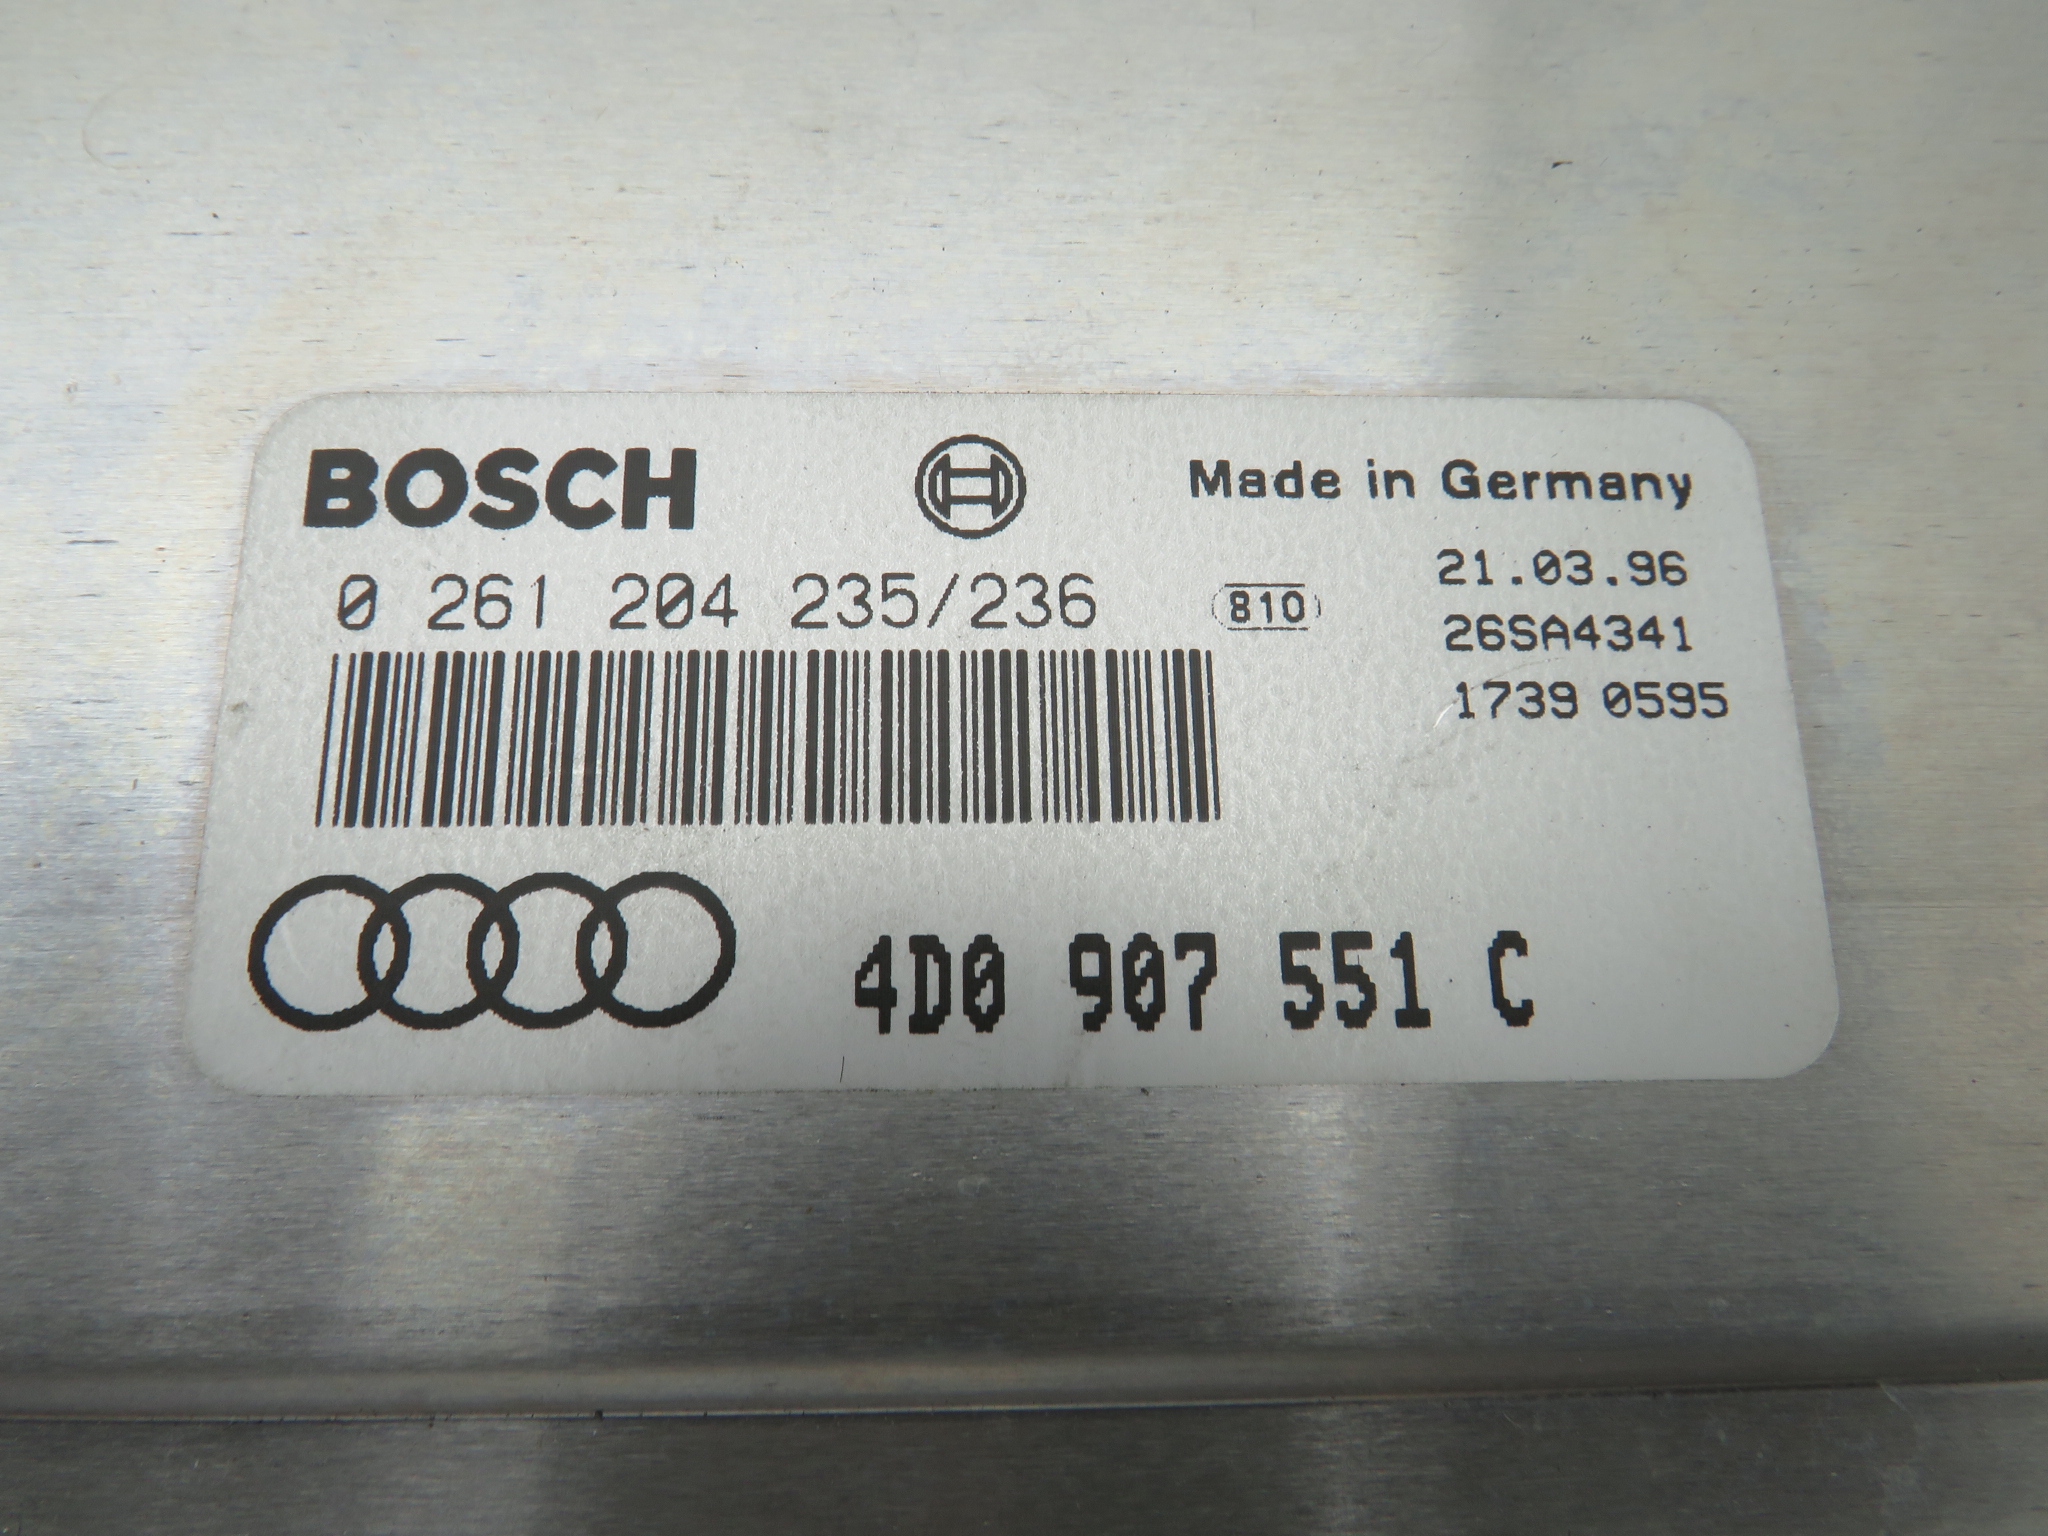 BOSCH
Made in Germany
0 261 204 235/236
810
21.03.96
26SA4341
1739 0595
4D0 907 551 C